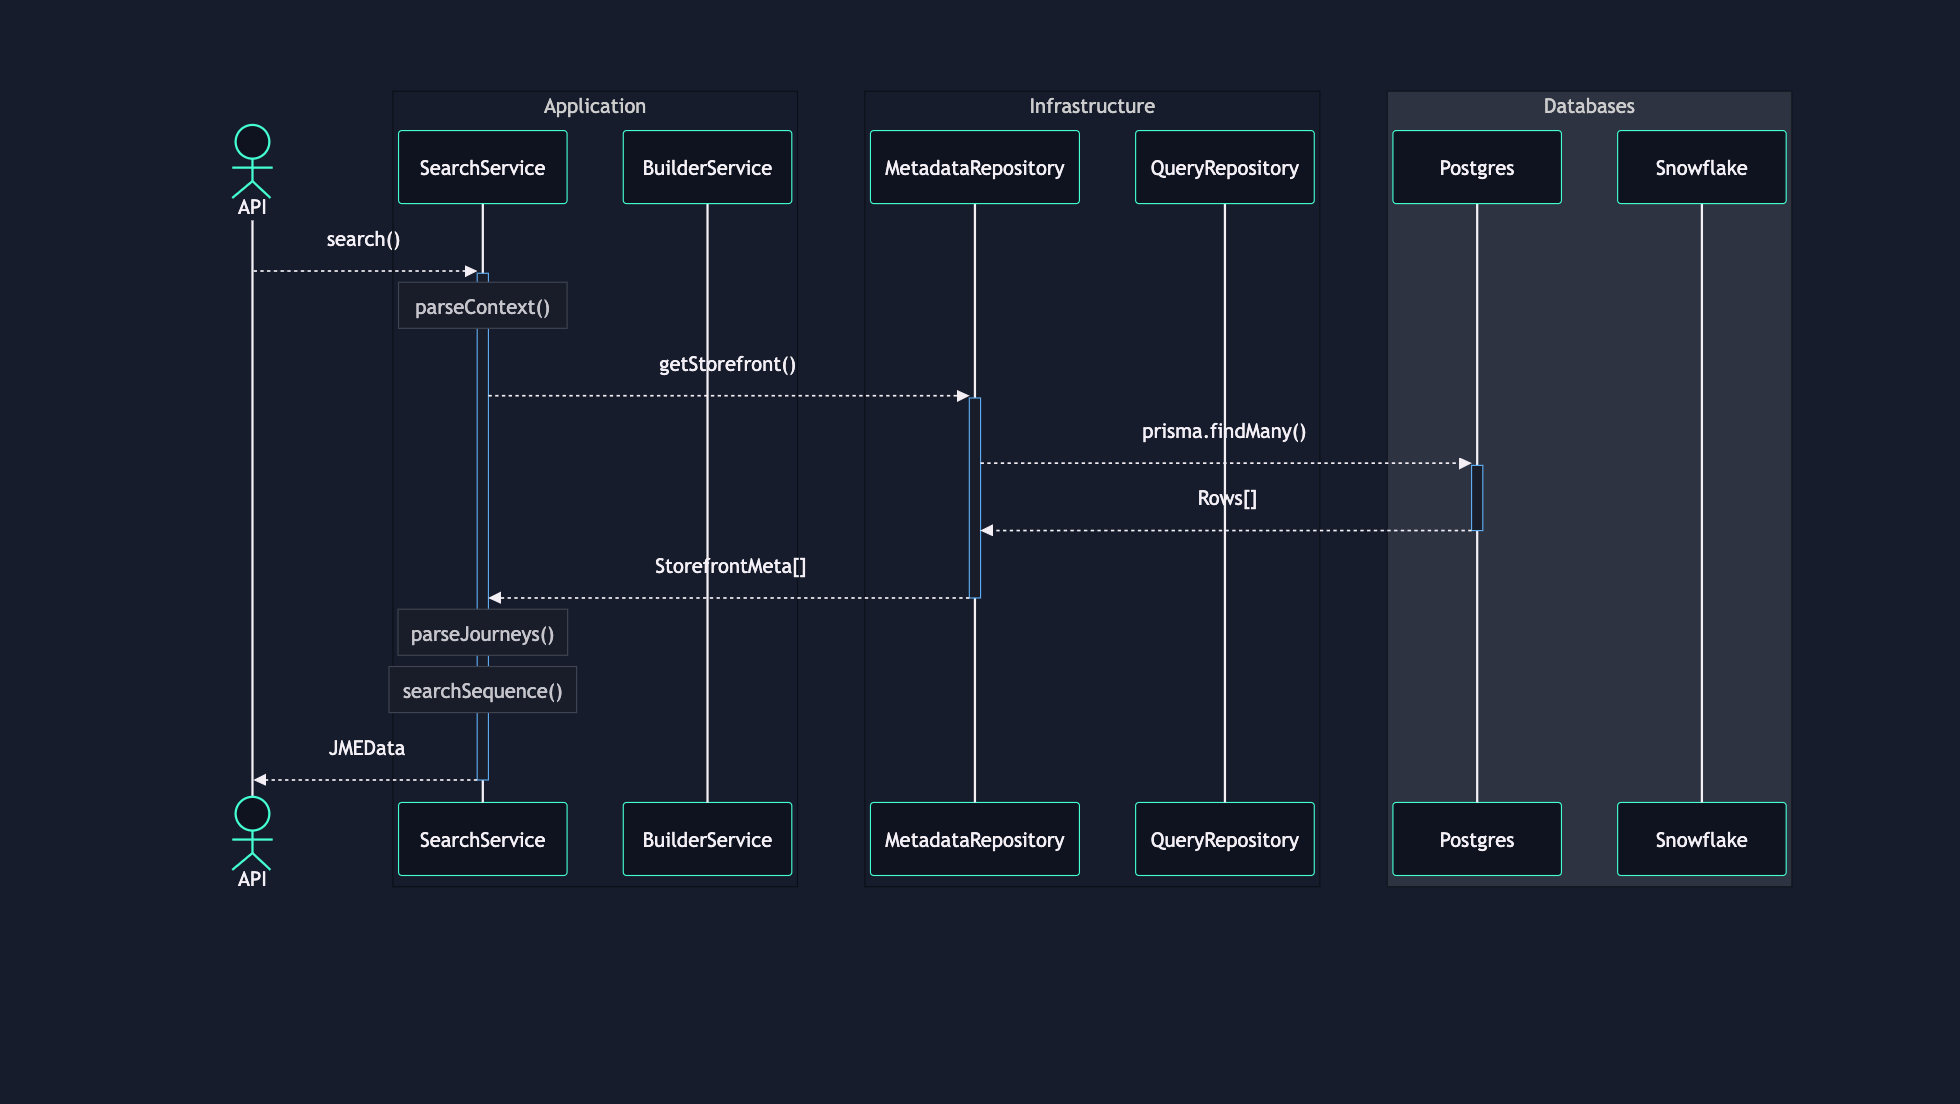 Application
Infrastructure
Databases
SearchService
BuilderService
MetadataRepository
QueryRepository
Postgres
Snowflake
API
search()
parseContext()
getStorefront()
prisma.findMany()
Rows[]
StorefrontMeta[]
parseJourneys()
searchSequence()
JMEData
SearchService
BuilderService
MetadataRepository
QueryRepository
Postgres
Snowflake
API